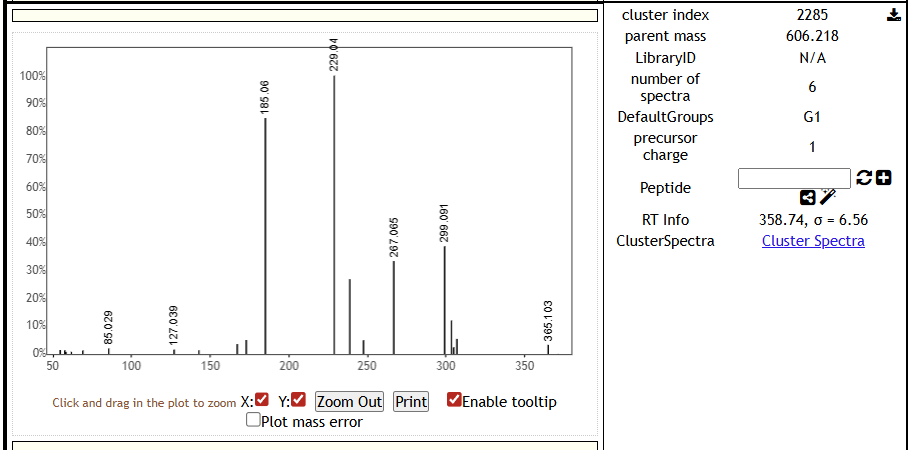 cluster index 2285
parent mass 606.218
LibraryID N/A
number of spectra 6
DefaultGroups G1
precursor charge 1
Peptide
RT Info 358.74, σ = 6.56
ClusterSpectra Cluster Spectra
100%
90%
80%
70%
60%
50%
40%
30%
20%
10%
0%
85.029
127.039
185.06
229.04
267.065
299.091
365.103
50 100 150 200 250 300 350
Click and drag in the plot to zoom X: Y: Zoom Out Print Enable tooltip
Plot mass error